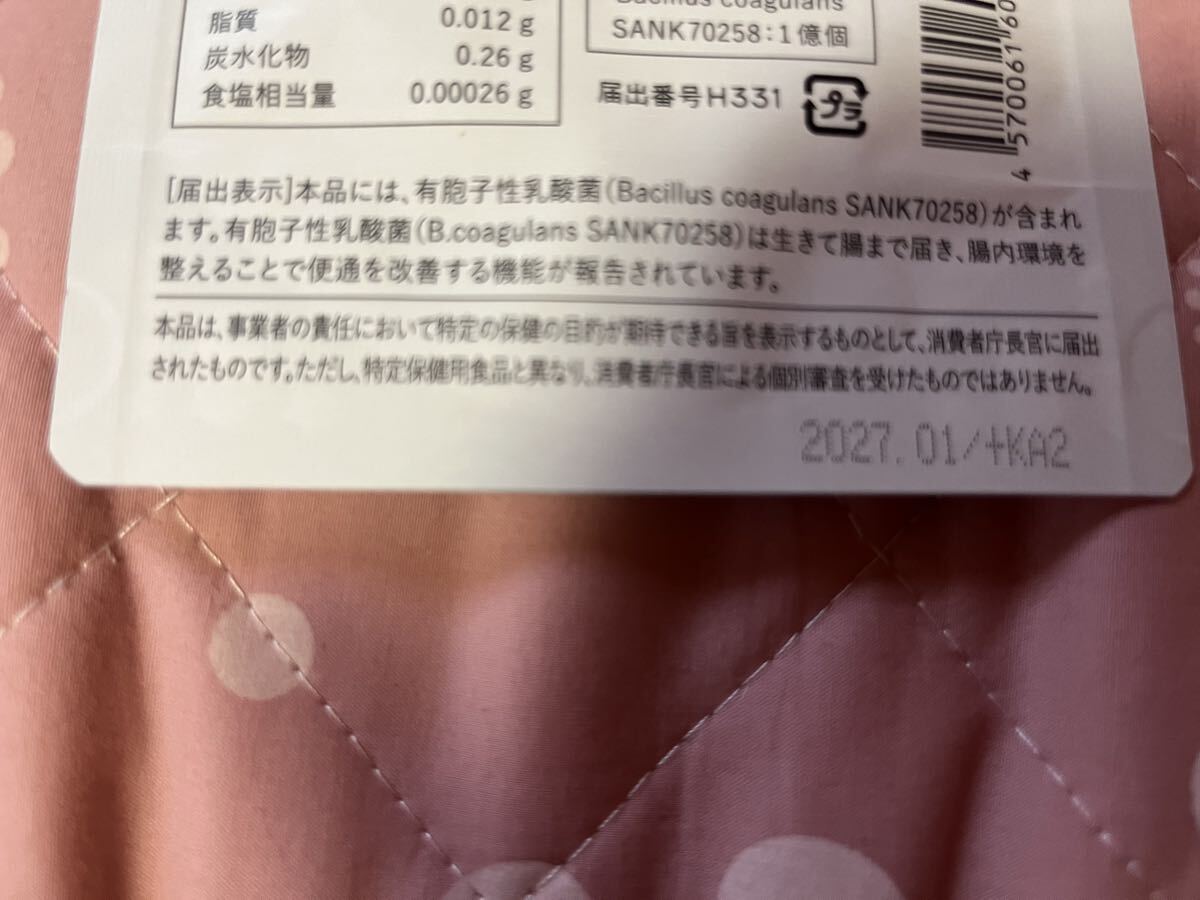 脂質 0.012 g
炭水化物 0.26 g
食塩相当量 0.00026 g
Bacillus coagulans
SANK70258:1億個
届出番号H331 プラ
4 570061 60
[届出表示]本品には、有胞子性乳酸菌(Bacillus coagulans SANK70258)が含まれ
ます。有胞子性乳酸菌(B.coagulans SANK70258)は生きて腸まで届き、腸内環境を
整えることで便通を改善する機能が報告されています。
本品は、事業者の責任において特定の保健の目的が期待できる旨を表示するものとして、消費者庁長官に届出
されたものです。ただし、特定保健用食品と異なり、消費者庁長官による個別審査を受けたものではありません。
2027.01/+KA2